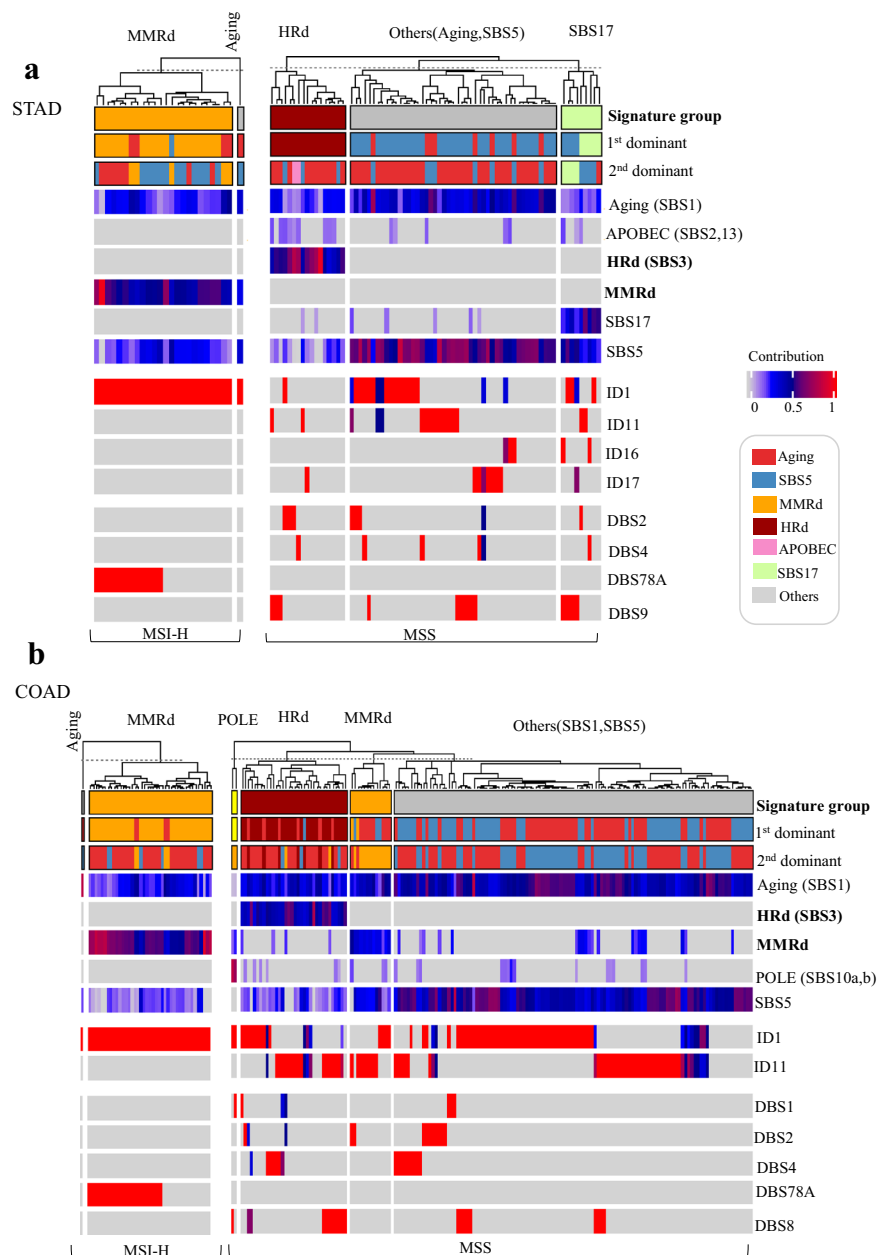 a
STAD
MMRd
Aging
HRd
Others(Aging,SBS5)
SBS17
Signature group
1st dominant
2nd dominant
Aging (SBS1)
APOBEC (SBS2,13)
HRd (SBS3)
MMRd
SBS17
SBS5
ID1
ID11
ID16
ID17
DBS2
DBS4
DBS78A
DBS9
MSI-H
MSS
Contribution
0 0.5 1
Aging
SBS5
MMRd
HRd
APOBEC
SBS17
Others
b
COAD
Aging
MMRd
POLE
HRd
MMRd
Others(SBS1,SBS5)
Signature group
1st dominant
2nd dominant
Aging (SBS1)
HRd (SBS3)
MMRd
POLE (SBS10a,b)
SBS5
ID1
ID11
DBS1
DBS2
DBS4
DBS78A
DBS8
MSI-H
MSS